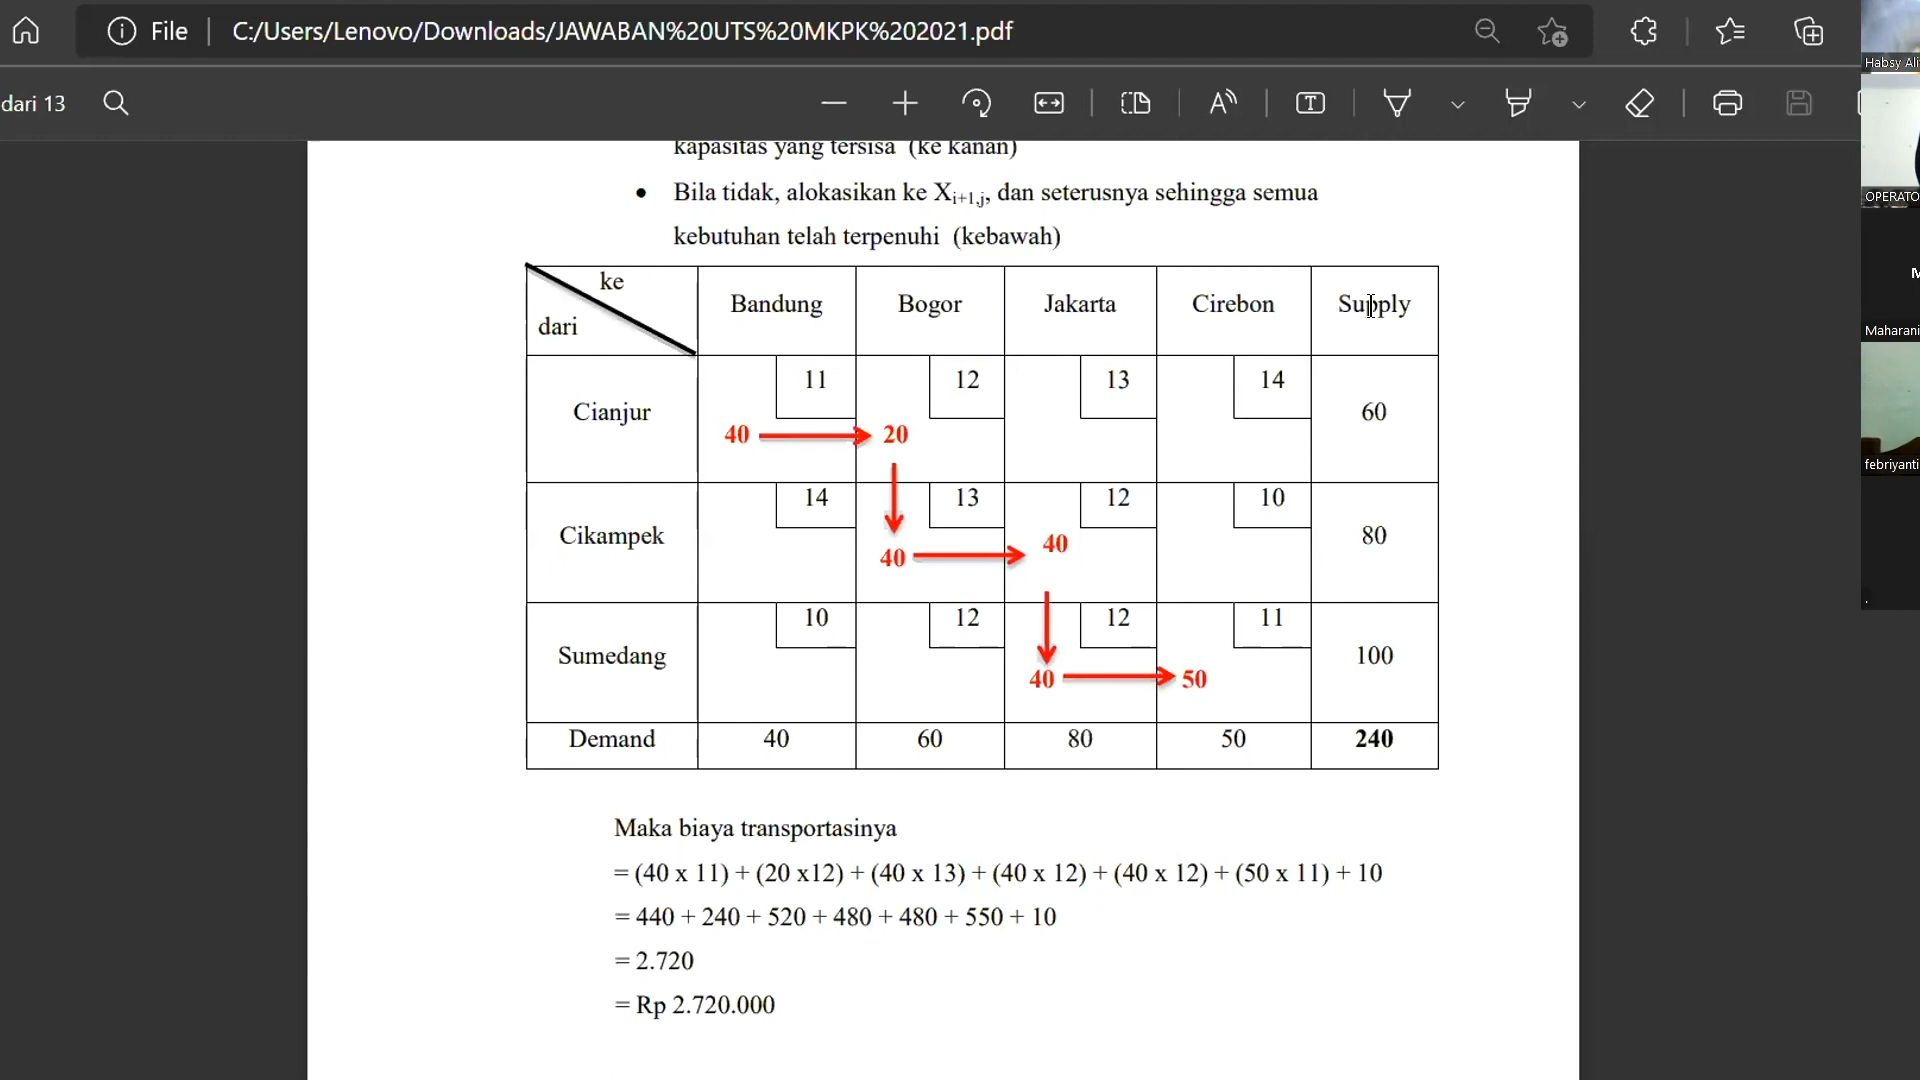 File
C:/Users/Lenovo/Downloads/JAWABAN%20UTS%20MKPK%202021.pdf
Habsy Ali
dari 13
kapasitas yang tersisa (ke kanan)
• Bila tidak, alokasikan ke Xi+1,j, dan seterusnya sehingga semua
kebutuhan telah terpenuhi (kebawah)
OPERATO
M
Maharani
febriyanti
.
ke
dari
Bandung Bogor Jakarta Cirebon Supply
11 12 13 14
Cianjur 60
40 20
14 13 12 10
Cikampek 80
40 40
10 12 12 11
Sumedang 100
40 50
Demand 40 60 80 50 240
Maka biaya transportasinya
= (40 x 11) + (20 x12) + (40 x 13) + (40 x 12) + (40 x 12) + (50 x 11) + 10
= 440 + 240 + 520 + 480 + 480 + 550 + 10
= 2.720
= Rp 2.720.000